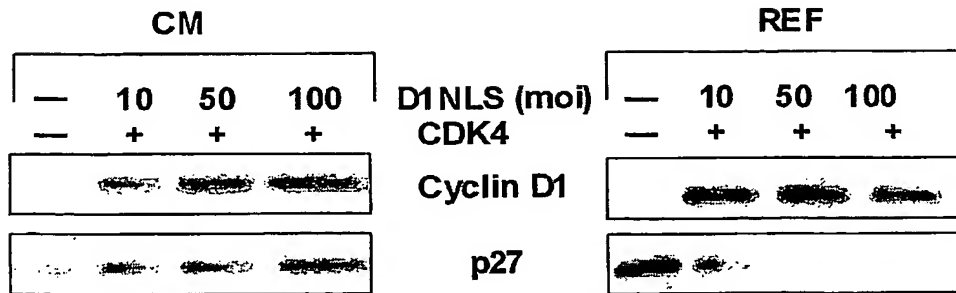 CM REF
— 10 50 100 D1NLS (moi) — 10 50 100
— + + + CDK4 — + + +
Cyclin D1
p27